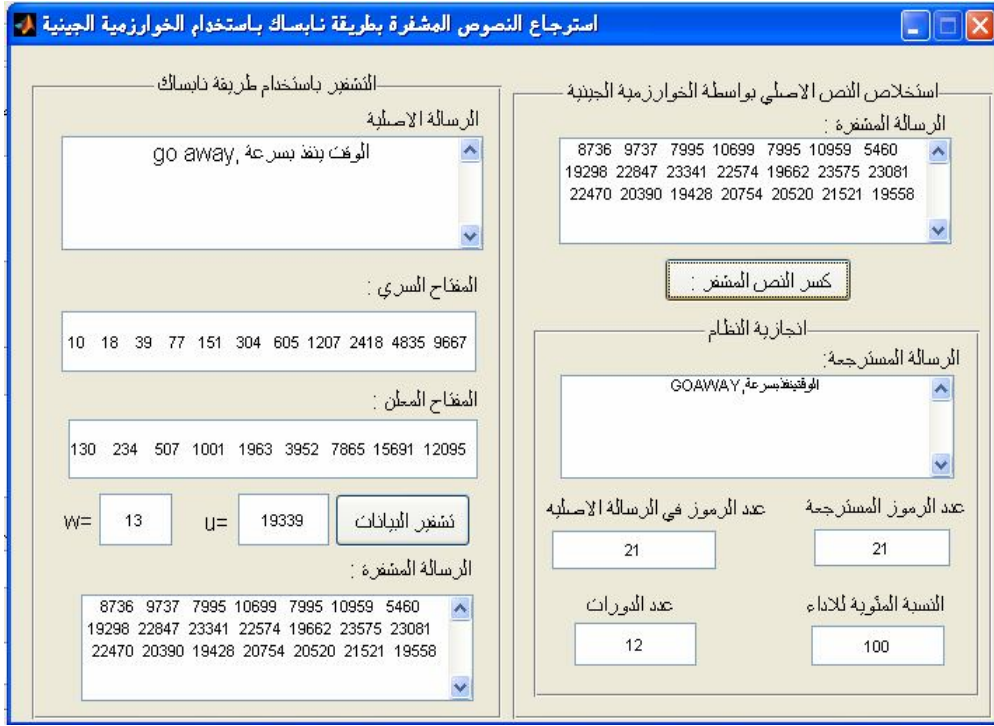 استرجاع النصوص المشفرة بطريقة نابساك باستخدام الخوارزمية الجينية
استخلاص النص الاصلي بواسطة الخوارزمية الجينية
الرسالة المشفرة :
8736 9737 7995 10699 7995 10959 5460
19298 22847 23341 22574 19662 23575 23081
22470 20390 19428 20754 20520 21521 19558
كسر النص المشفر :
انجازية النظام
الرسالة المسترجعة:
GOAWAY,الوقتينفذبسرعة
عدد الرموز المسترجعة
عدد الرموز في الرسالة الاصليه
21
21
النسبة المئوية للاداء
عدد الدورات
100
12
التشفير باستخدام طريقة نابساك
الرسالة الاصلية
go away, الوقت ينفذ بسرعة
المفتاح السري :
10 18 39 77 151 304 605 1207 2418 4835 9667
المفتاح المعلن :
130 234 507 1001 1963 3952 7865 15691 12095
w= 13 u= 19339 تشفير البيانات
الرسالة المشفرة :
8736 9737 7995 10699 7995 10959 5460
19298 22847 23341 22574 19662 23575 23081
22470 20390 19428 20754 20520 21521 19558